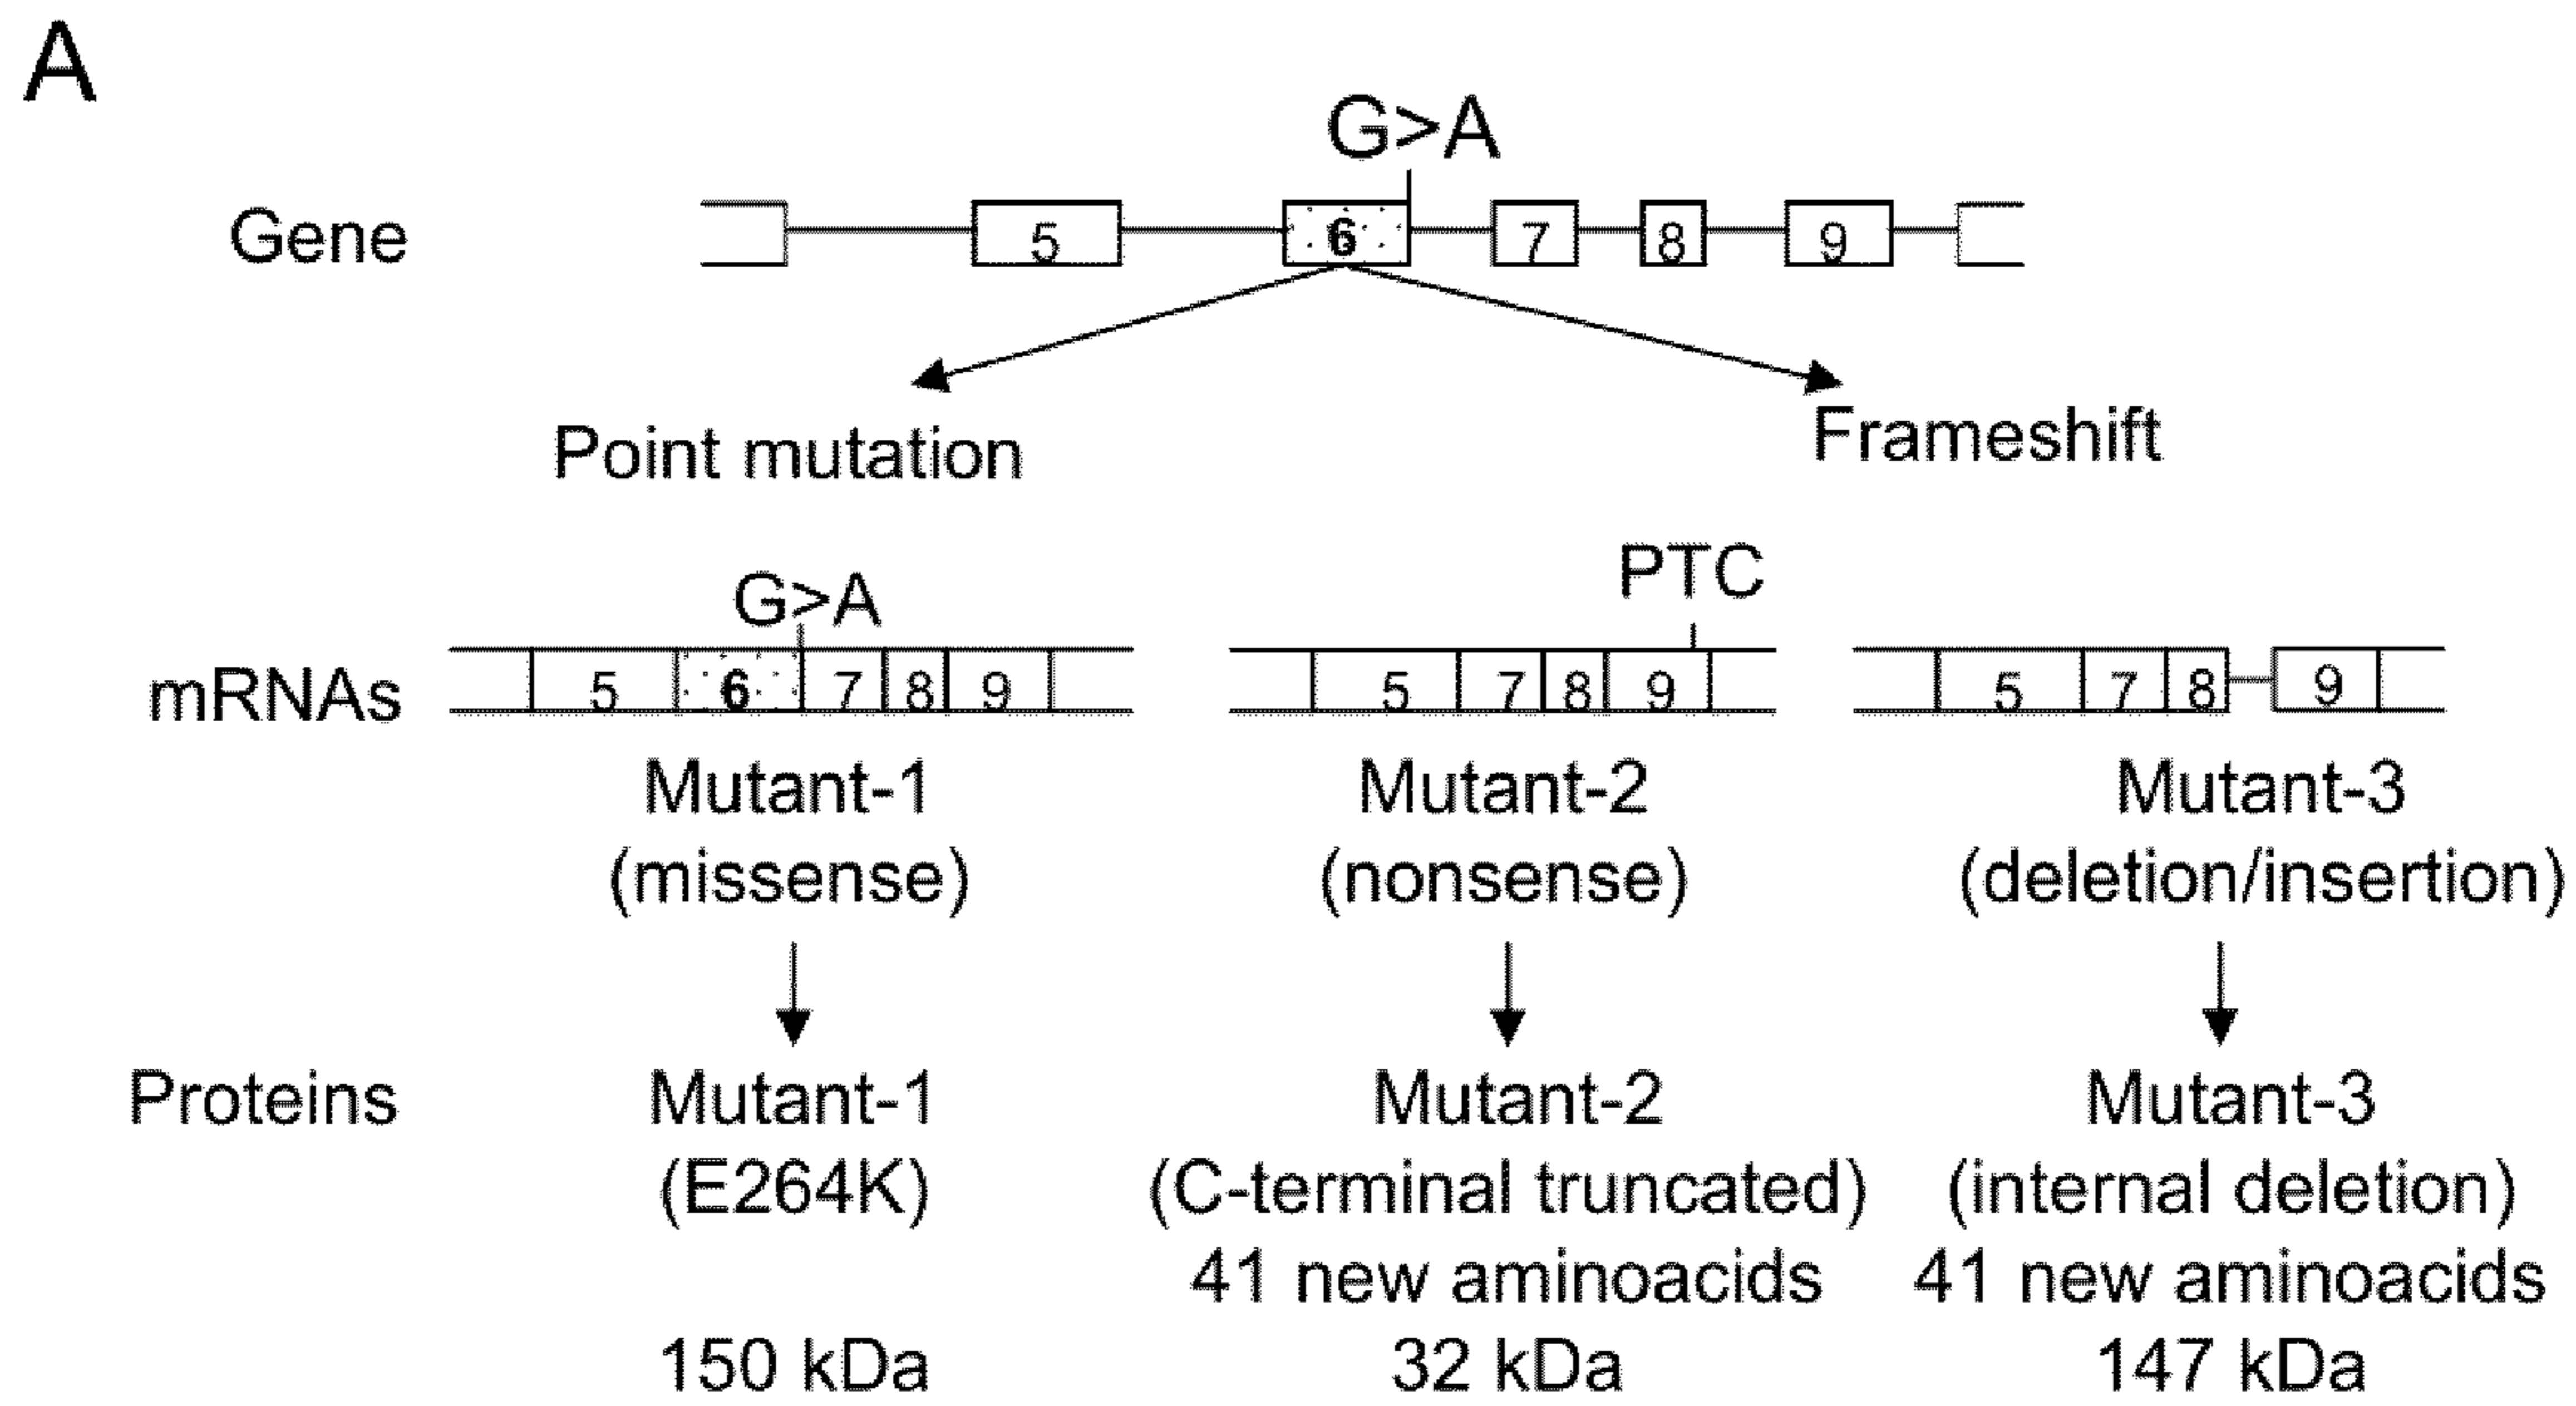 A
G>A
Gene
5 6 7 8 9
Point mutation
Frameshift
G>A
PTC
mRNAs
5 6 7 8 9
5 7 8 9
5 7 8 9
Mutant-1
(missense)
Mutant-2
(nonsense)
Mutant-3
(deletion/insertion)
Proteins
Mutant-1
(E264K)
150 kDa
Mutant-2
(C-terminal truncated)
41 new aminoacids
32 kDa
Mutant-3
(internal deletion)
41 new aminoacids
147 kDa